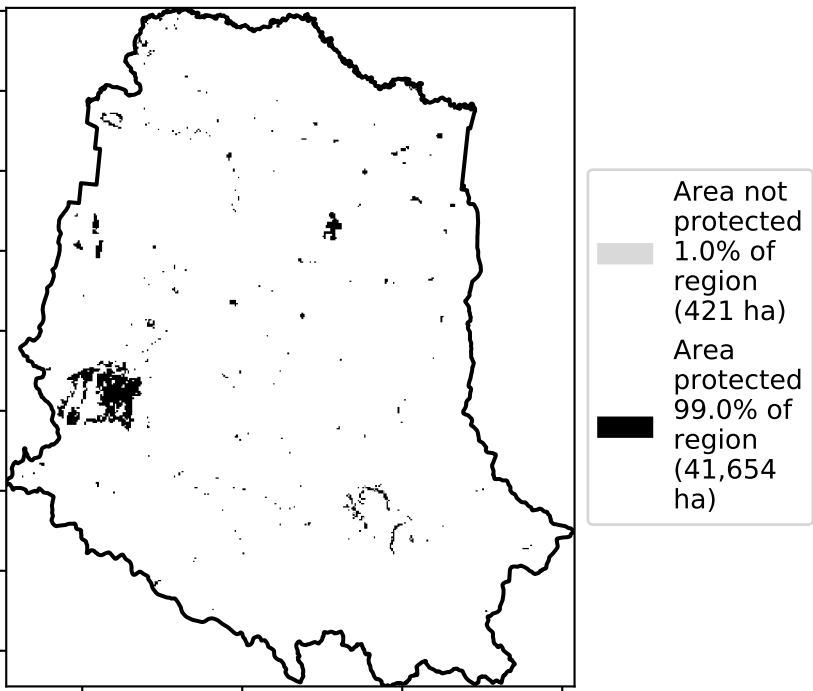 Area not
protected
1.0% of
region
(421 ha)
Area
protected
99.0% of
region
(41,654
ha)